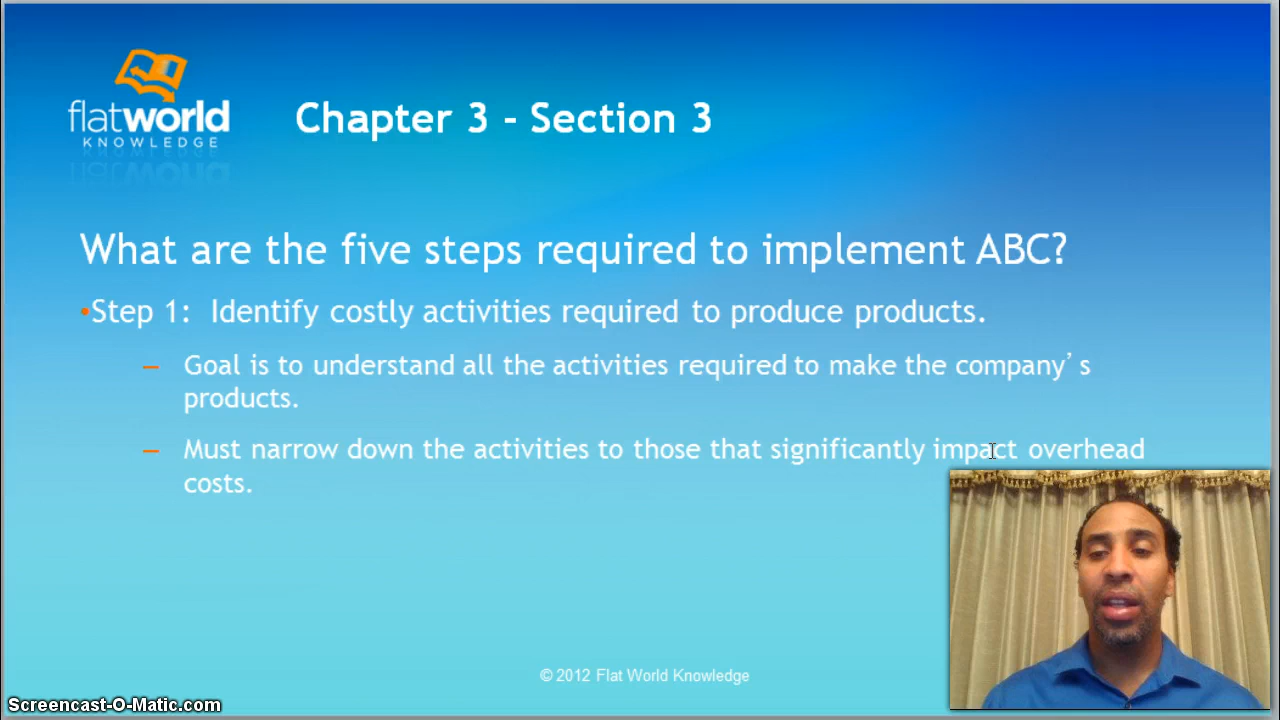 flatworld
KNOWLEDGE
Chapter 3 - Section 3
What are the five steps required to implement ABC?
•Step 1: Identify costly activities required to produce products.
– Goal is to understand all the activities required to make the company’s
products.
– Must narrow down the activities to those that significantly impact overhead
costs.
© 2012 Flat World Knowledge
Screencast-O-Matic.com